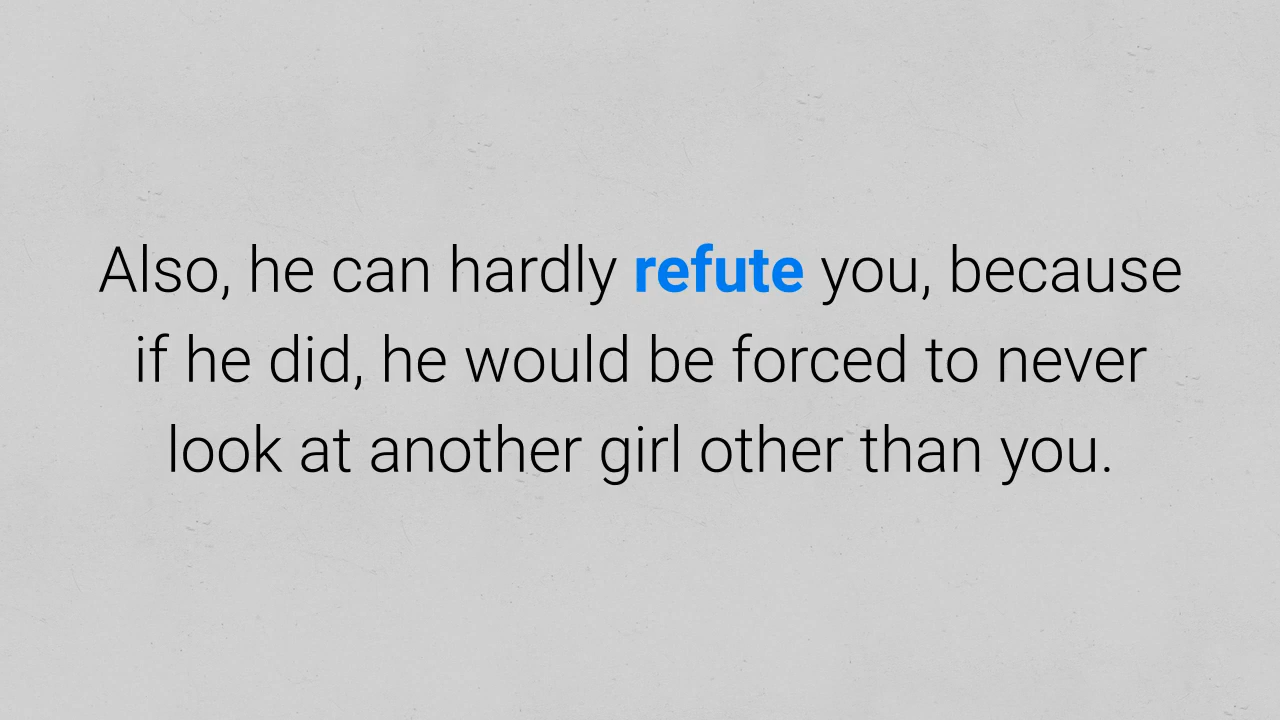 Also, he can hardly refute you, because
if he did, he would be forced to never
look at another girl other than you.